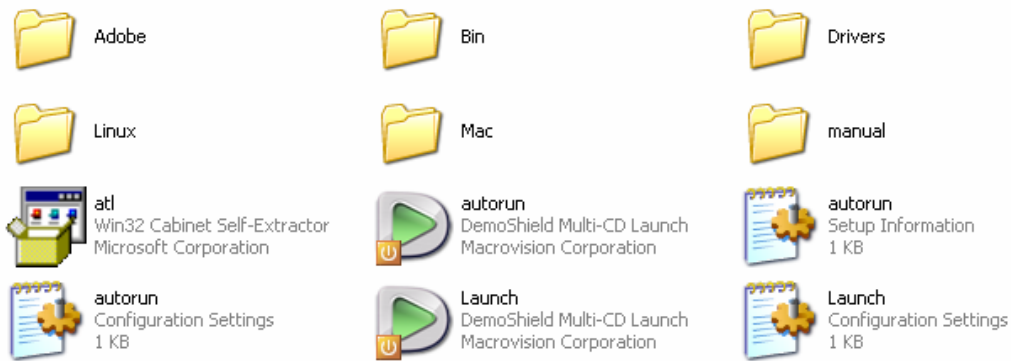 Adobe
Bin
Drivers
Linux
Mac
manual
atl
Win32 Cabinet Self-Extractor
Microsoft Corporation
autorun
DemoShield Multi-CD Launch
Macrovision Corporation
autorun
Setup Information
1 KB
autorun
Configuration Settings
1 KB
Launch
DemoShield Multi-CD Launch
Macrovision Corporation
Launch
Configuration Settings
1 KB